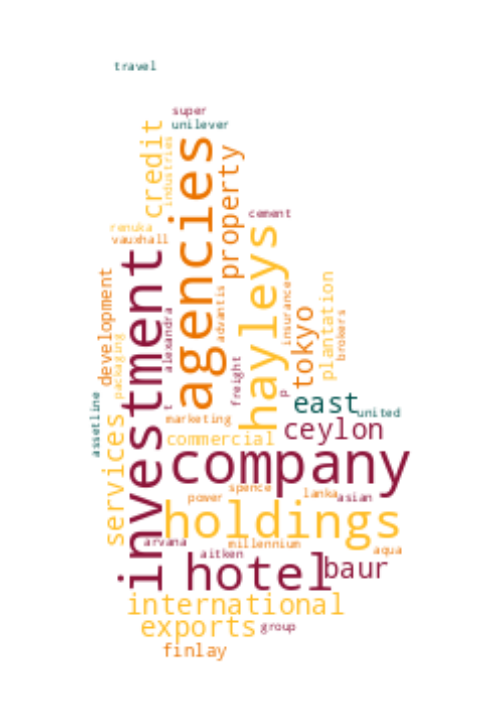 travel
super
unilever
credit
industries
agencies
property
cement
renuka
vauxhall
hayleys
investment
development
packaging
alexandra
advantis
insurance
tokyo
plantation
brokers
freight
p
t
assetline
services
marketing
commercial
east
united
ceylon
company
spence
power
lanka
asian
holdings
arvana
millennium
aitken
aqua
hotel
baur
international
exports
group
finlay